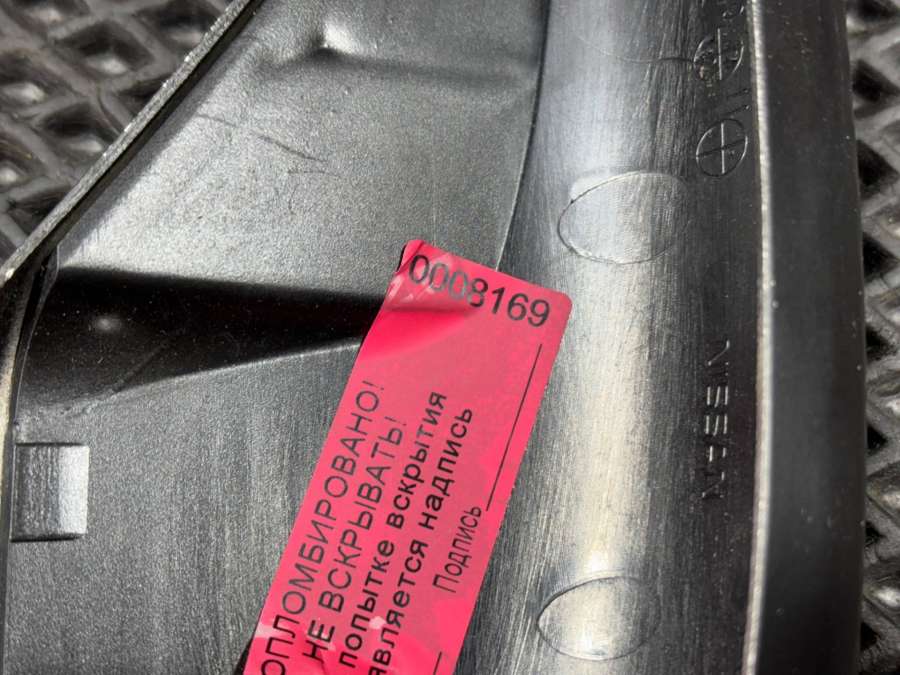 0008169
ОПЛОМБИРОВАНО!
НЕ ВСКРЫВАТЬ!
попытке вскрытия
является надпись
Подпись
NISSAN